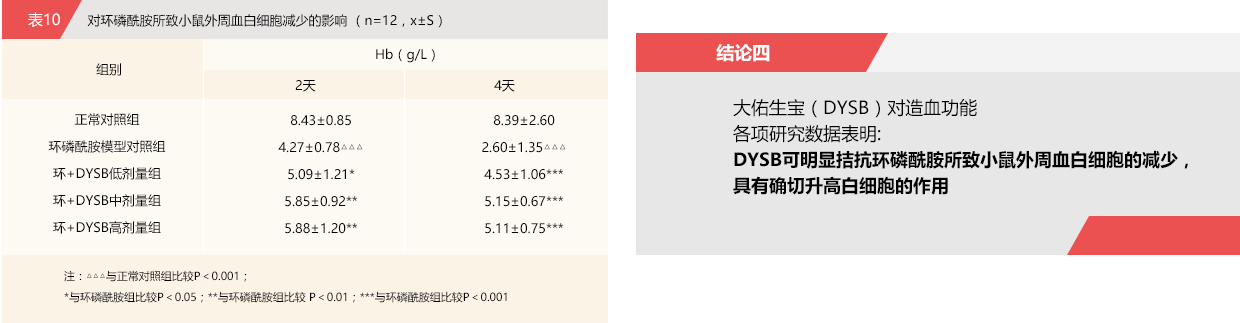 表10 对环磷酰胺所致小鼠外周血白细胞减少的影响 （n=12，x±S）
组别 Hb（g/L）
2天 4天
正常对照组 8.43±0.85 8.39±2.60
环磷酰胺模型对照组 4.27±0.78△△△ 2.60±1.35△△△
环+DYSB低剂量组 5.09±1.21* 4.53±1.06***
环+DYSB中剂量组 5.85±0.92** 5.15±0.67***
环+DYSB高剂量组 5.88±1.20** 5.11±0.75***
注：△△△与正常对照组比较P＜0.001；
*与环磷酰胺组比较P＜0.05；**与环磷酰胺组比较 P＜0.01；***与环磷酰胺组比较P＜0.001
结论四
大佑生宝（DYSB）对造血功能
各项研究数据表明:
DYSB可明显拮抗环磷酰胺所致小鼠外周血白细胞的减少，
具有确切升高白细胞的作用